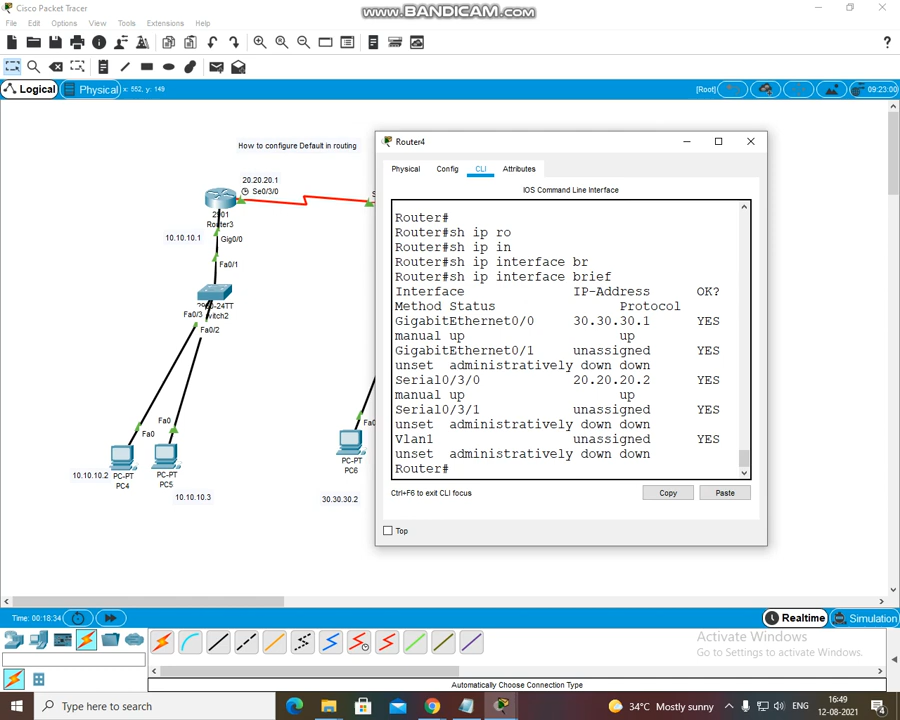 Cisco Packet Tracer
www.BANDICAM.com
File Edit Options View Tools Extensions Help
?
Logical Physical x: 552, y: 149 [Root] 09:23:00
How to configure Default in routing
20.20.20.1
Se0/3/0
2901
Router3
10.10.10.1 Gig0/0
Fa0/1
Fa0/3
Fa0/2
Fa0
Fa0
PC-PT
PC4
PC-PT
PC5
10.10.10.2
10.10.10.3
PC-PT
PC6
30.30.30.2
Router4
Physical Config CLI Attributes
IOS Command Line Interface
Router#
Router#sh ip ro
Router#sh ip in
Router#sh ip interface br
Router#sh ip interface brief
Interface IP-Address OK?
Method Status Protocol
GigabitEthernet0/0 30.30.30.1 YES
manual up up
GigabitEthernet0/1 unassigned YES
unset administratively down down
Serial0/3/0 20.20.20.2 YES
manual up up
Serial0/3/1 unassigned YES
unset administratively down down
Vlan1 unassigned YES
unset administratively down down
Router#
Ctrl+F6 to exit CLI focus Copy Paste
Top
Time: 00:18:34 Realtime Simulation
Activate Windows
Go to Settings to activate Windows.
Automatically Choose Connection Type
Type here to search
34°C Mostly sunny ENG 16:49
12-08-2021
4